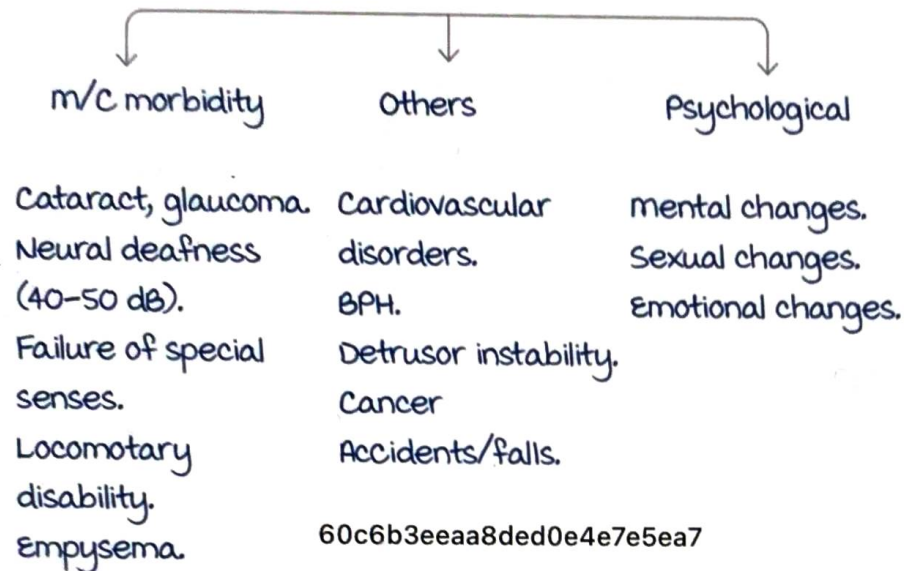 m/c morbidity
Others
Psychological
Cataract, glaucoma.
Neural deafness
(40-50 dB).
Failure of special
senses.
Locomotary
disability.
Empysema.
Cardiovascular
disorders.
BPH.
Detrusor instability.
Cancer
Accidents/falls.
mental changes.
Sexual changes.
Emotional changes.
60c6b3eeaa8ded0e4e7e5ea7